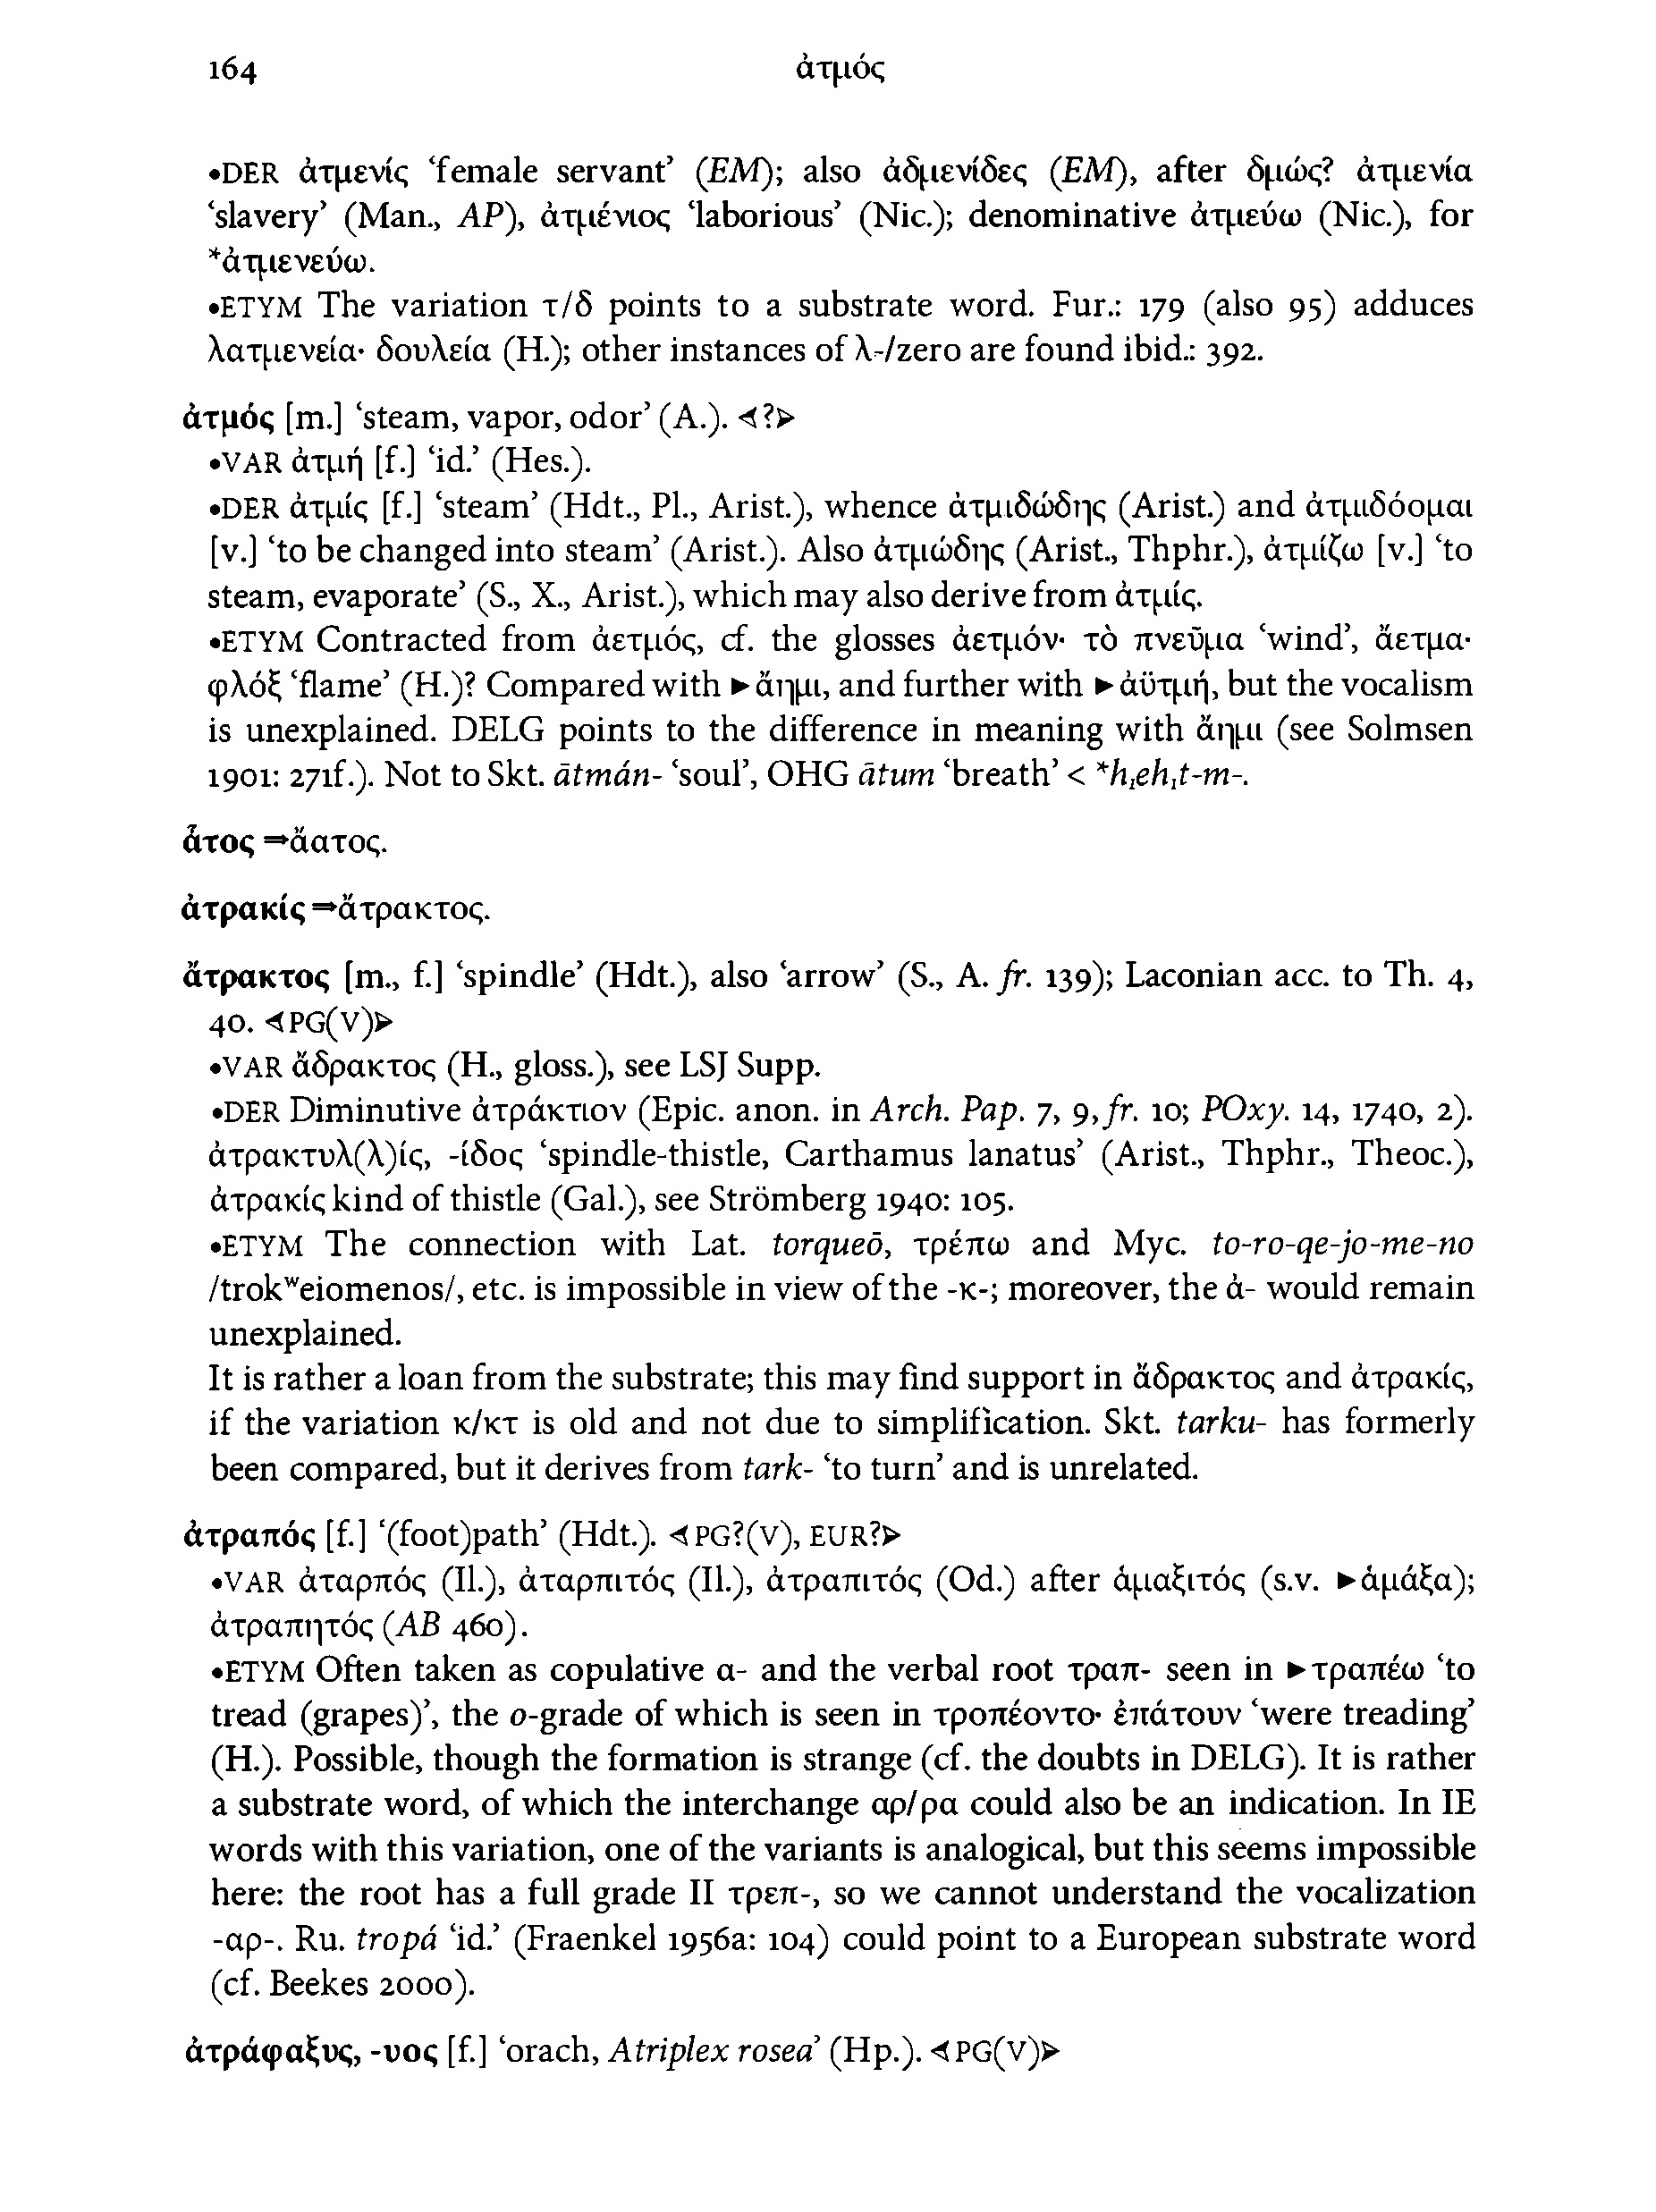 164 ἀτμός
•DER ἀτμενίς ‘female servant’ (EM); also ἀδμενίδες (EM), after δμώς? ἀτμενία
‘slavery’ (Man., AP), ἀτμένιος ‘laborious’ (Nic.); denominative ἀτμεύω (Nic.), for
*ἀτμενεύω.
•ETYM The variation τ/δ points to a substrate word. Fur.: 179 (also 95) adduces
λατμενεία· δουλεία (H.); other instances of λ-/zero are found ibid.: 392.
ἀτμός [m.] ‘steam, vapor, odor’ (A.). ◁?▷
•VAR ἀτμή [f.] ‘id.’ (Hes.).
•DER ἀτμίς [f.] ‘steam’ (Hdt., Pl., Arist.), whence ἀτμιδώδης (Arist.) and ἀτμιδόομαι
[v.] ‘to be changed into steam’ (Arist.). Also ἀτμώδης (Arist., Thphr.), ἀτμίζω [v.] ‘to
steam, evaporate’ (S., X., Arist.), which may also derive from ἀτμίς.
•ETYM Contracted from ἀετμός, cf. the glosses ἀετμόν· τὸ πνεῦμα ‘wind’, ἄετμα·
φλόξ ‘flame’ (H.)? Compared with ►ἄημι, and further with ►ἀϋτμή, but the vocalism
is unexplained. DELG points to the difference in meaning with ἄημι (see Solmsen
1901: 271f.). Not to Skt. ātmán- ‘soul’, OHG ātum ‘breath’ < *h₁eh₁t-m-.
ἆτος ⇒ἄατος.
ἀτρακίς ⇒ἄτρακτος.
ἄτρακτος [m., f.] ‘spindle’ (Hdt.), also ‘arrow’ (S., A. fr. 139); Laconian acc. to Th. 4,
40. ◁PG(V)▷
•VAR ἄδρακτος (H., gloss.), see LSJ Supp.
•DER Diminutive ἀτράκτιον (Epic. anon. in Arch. Pap. 7, 9, fr. 10; POxy. 14, 1740, 2).
ἀτρακτυλ(λ)ίς, -ίδος ‘spindle-thistle, Carthamus lanatus’ (Arist., Thphr., Theoc.),
ἀτρακίς kind of thistle (Gal.), see Strömberg 1940: 105.
•ETYM The connection with Lat. torqueō, τρέπω and Myc. to-ro-qe-jo-me-no
/trokʷeiomenos/, etc. is impossible in view of the -κ-; moreover, the ἀ- would remain
unexplained.
It is rather a loan from the substrate; this may find support in ἄδρακτος and ἀτρακίς,
if the variation κ/κτ is old and not due to simplification. Skt. tarku- has formerly
been compared, but it derives from tark- ‘to turn’ and is unrelated.
ἀτραπός [f.] ‘(foot)path’ (Hdt.). ◁PG?(V), EUR?▷
•VAR ἀταρπός (Il.), ἀταρπιτός (Il.), ἀτραπιτός (Od.) after ἁμαξιτός (s.v. ►ἁμάξα);
ἀτραπητός (AB 460).
•ETYM Often taken as copulative α- and the verbal root τραπ- seen in ►τραπέω ‘to
tread (grapes)’, the o-grade of which is seen in τροπέοντο· ἐπάτουν ‘were treading’
(H.). Possible, though the formation is strange (cf. the doubts in DELG). It is rather
a substrate word, of which the interchange αρ/ρα could also be an indication. In IE
words with this variation, one of the variants is analogical, but this seems impossible
here: the root has a full grade II τρεπ-, so we cannot understand the vocalization
-αρ-. Ru. tropá ‘id.’ (Fraenkel 1956a: 104) could point to a European substrate word
(cf. Beekes 2000).
ἀτράφαξυς, -υος [f.] ‘orach, Atriplex rosea’ (Hp.). ◁PG(V)▷